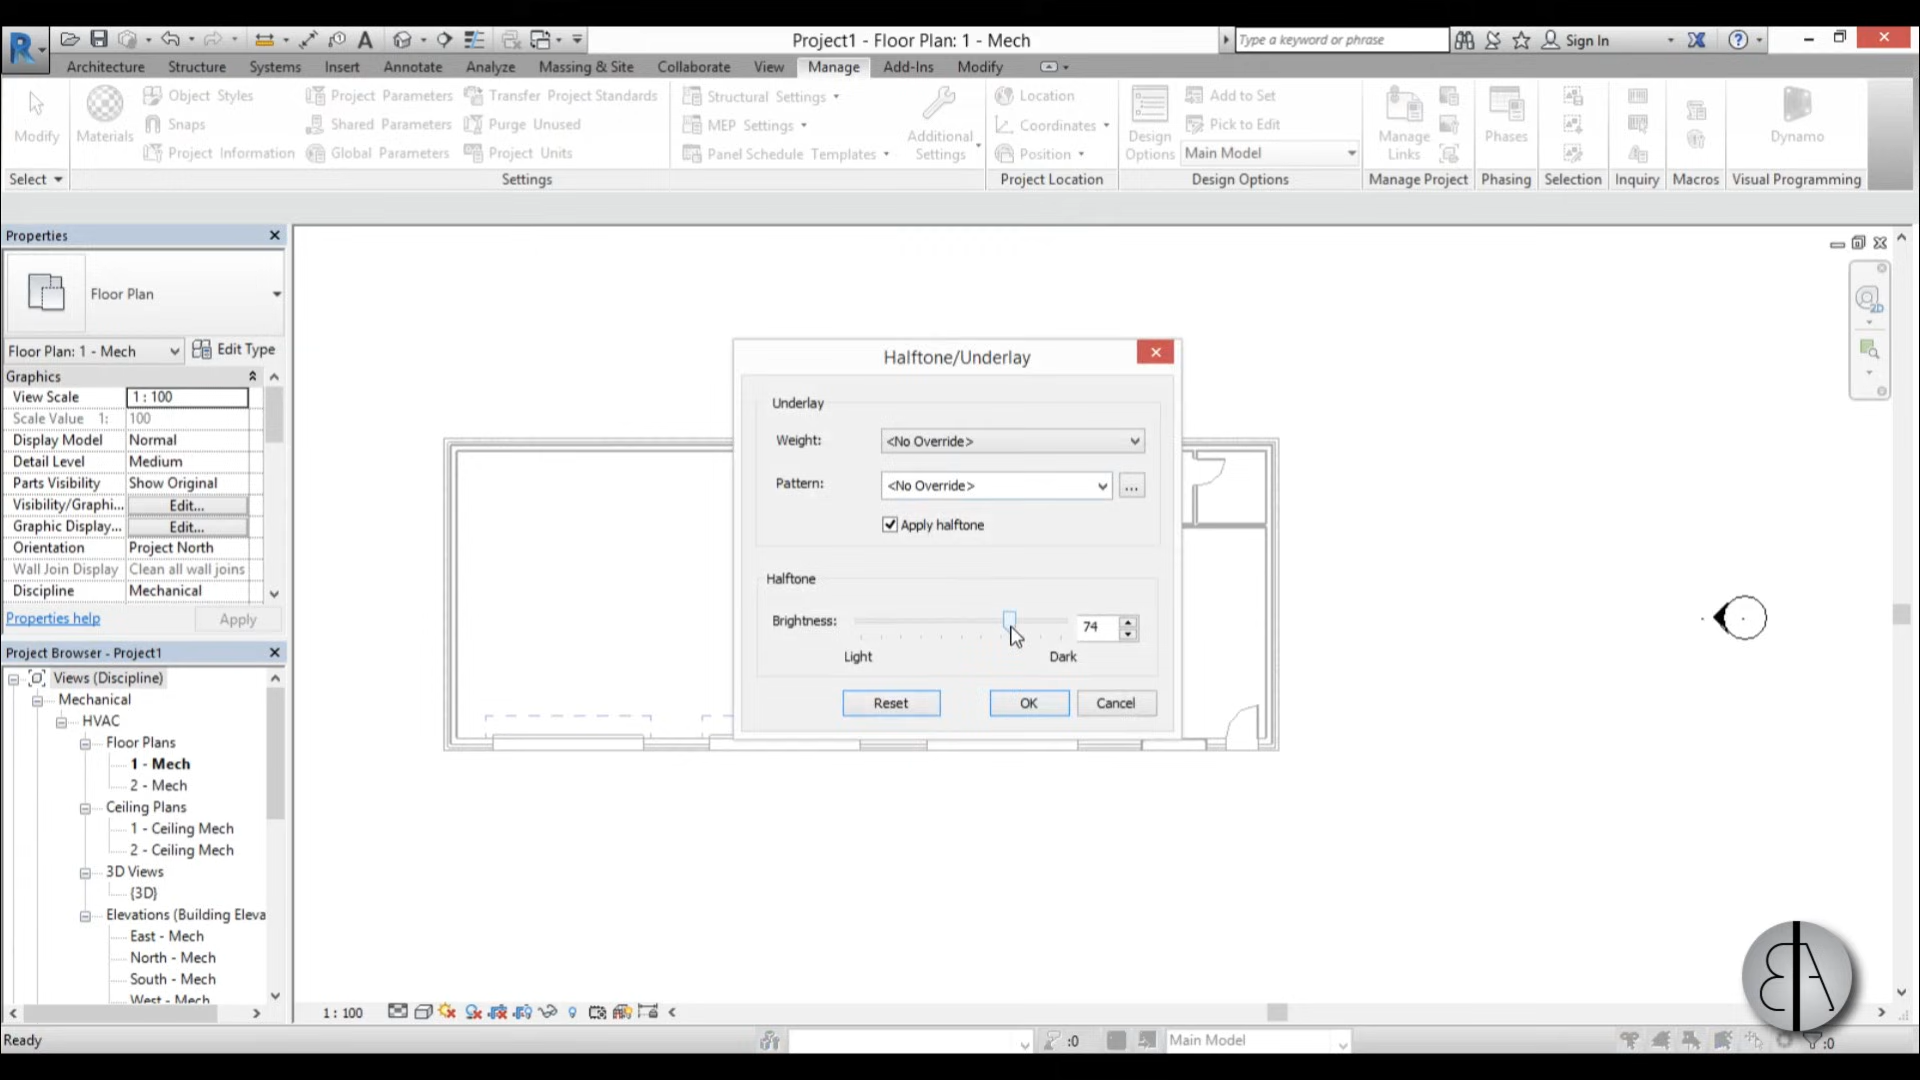 Project1 - Floor Plan: 1 - Mech
Type a keyword or phrase
Sign In
Architecture Structure Systems Insert Annotate Analyze Massing & Site Collaborate View Manage Add-Ins Modify
Modify
Materials
Object Styles
Snaps
Project Information
Project Parameters
Shared Parameters
Global Parameters
Transfer Project Standards
Purge Unused
Project Units
Structural Settings
MEP Settings
Panel Schedule Templates
Additional
Settings
Location
Coordinates
Position
Design
Options
Add to Set
Pick to Edit
Main Model
Manage
Links
Phases
Dynamo
Select
Settings
Project Location
Design Options
Manage Project
Phasing
Selection
Inquiry
Macros
Visual Programming
Properties
Floor Plan
Floor Plan: 1 - Mech
Edit Type
Graphics
View Scale 1 : 100
Scale Value 1: 100
Display Model Normal
Detail Level Medium
Parts Visibility Show Original
Visibility/Graphi... Edit...
Graphic Display... Edit...
Orientation Project North
Wall Join Display Clean all wall joins
Discipline Mechanical
Properties help
Apply
Project Browser - Project1
Views (Discipline)
Mechanical
HVAC
Floor Plans
1 - Mech
2 - Mech
Ceiling Plans
1 - Ceiling Mech
2 - Ceiling Mech
3D Views
{3D}
Elevations (Building Eleva
East - Mech
North - Mech
South - Mech
West - Mech
Halftone/Underlay
Underlay
Weight: <No Override>
Pattern: <No Override> ...
Apply halftone
Halftone
Brightness: 74
Light Dark
Reset OK Cancel
2D
1 : 100
Ready
:0
Main Model
:0